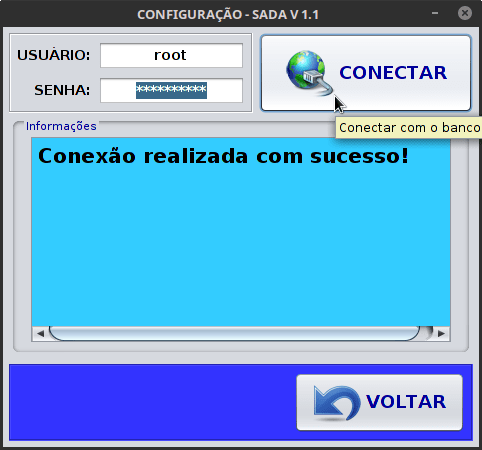 CONFIGURAÇÃO - SADA V 1.1
USUÁRIO:
root
SENHA:
**********
CONECTAR
Conectar com o banco
Informações
Conexão realizada com sucesso!
VOLTAR